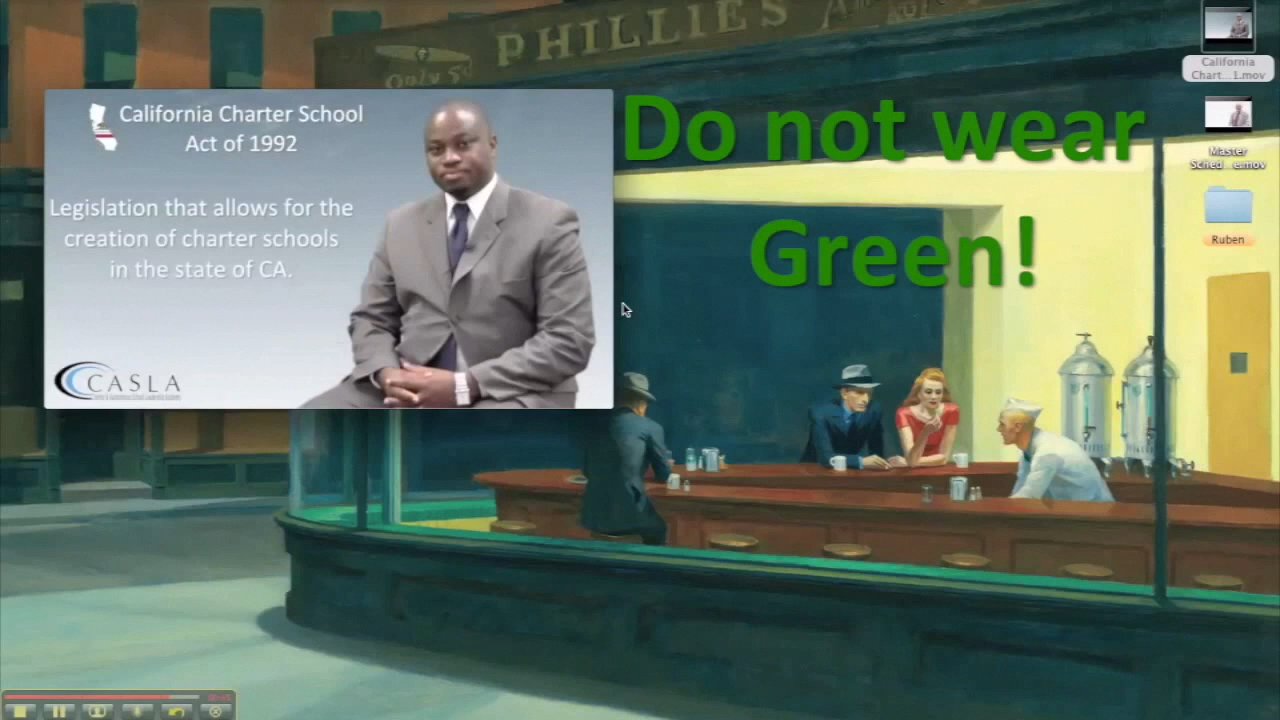 PHILLIES
Only 5¢
California Charter School
Act of 1992
Legislation that allows for the
creation of charter schools
in the state of CA.
CASLA
Do not wear
Green!
California
Chart...1.mov
Master
Sched...e.mov
Ruben